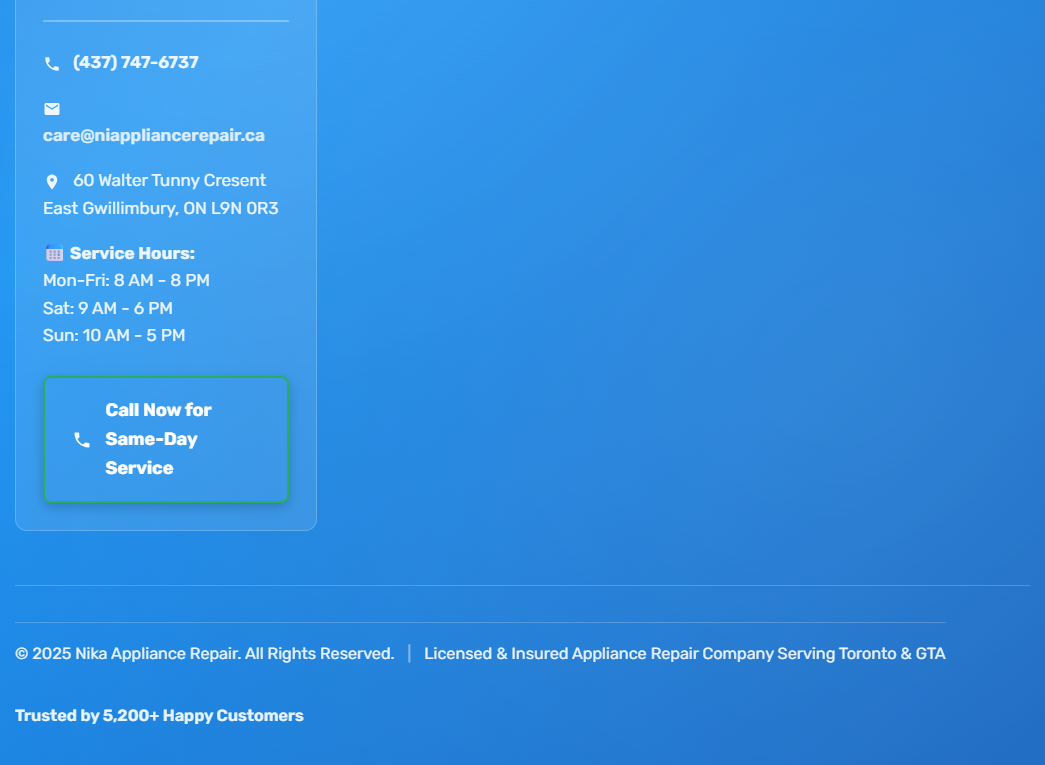 (437) 747-6737
care@niappliancerepair.ca
60 Walter Tunny Cresent
East Gwillimbury, ON L9N 0R3
Service Hours:
Mon-Fri: 8 AM - 8 PM
Sat: 9 AM - 6 PM
Sun: 10 AM - 5 PM
Call Now for
Same-Day
Service
© 2025 Nika Appliance Repair. All Rights Reserved. | Licensed & Insured Appliance Repair Company Serving Toronto & GTA
Trusted by 5,200+ Happy Customers